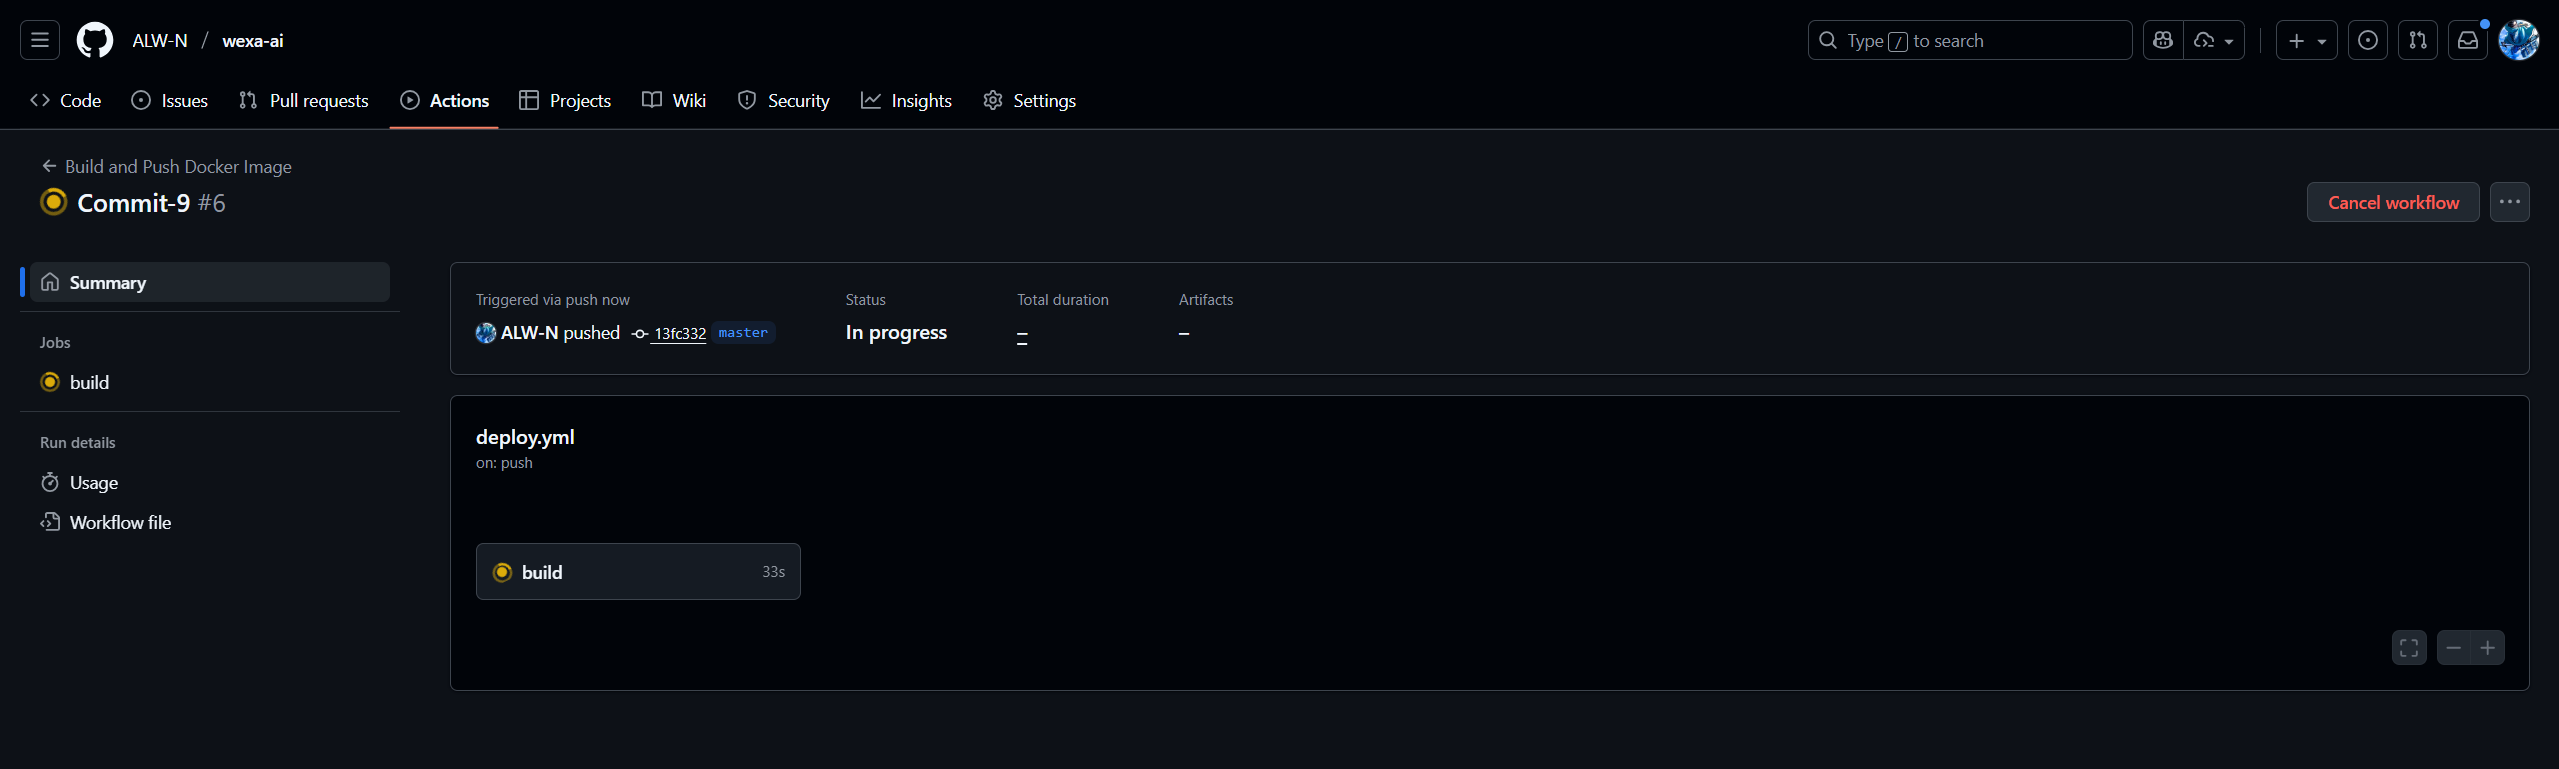 ALW-N / wexa-ai
Type / to search
Code Issues Pull requests Actions Projects Wiki Security Insights Settings
Build and Push Docker Image
Commit-9 #6
Cancel workflow
Summary
Jobs
build
Run details
Usage
Workflow file
Triggered via push now
ALW-N pushed 13fc332 master
Status
In progress
Total duration
–
Artifacts
–
deploy.yml
on: push
build 33s